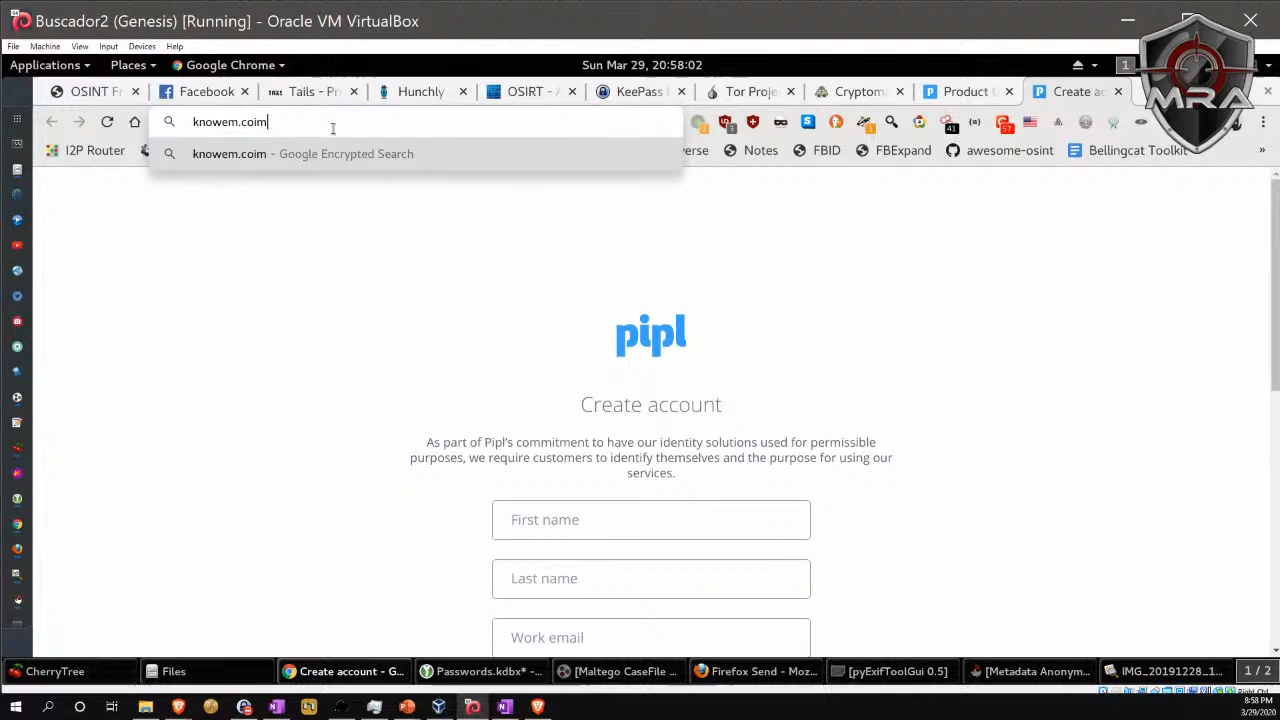 Buscador2 (Genesis) [Running] - Oracle VM VirtualBox
File Machine View Input Devices Help
Applications Places Google Chrome Sun Mar 29, 20:58:02 1
OSINT Fr Facebook Tails - Pr Hunchly OSIRT - A KeePass Tor Proje Cryptom Product Create ac
knowem.coim
knowem.coim - Google Encrypted Search
I2P Router verse Notes FBID FBExpand awesome-osint Bellingcat Toolkit »
MRA
pipl
Create account
As part of Pipl's commitment to have our identity solutions used for permissible
purposes, we require customers to identify themselves and the purpose for using our
services.
First name
Last name
Work email
CherryTree Files Create account - G... Passwords.kdbx* - ... [Maltego CaseFile ... Firefox Send - Moz... [pyExifToolGui 0.5] [Metadata Anonym... IMG_20191228_1... 1 / 2
Right Ctrl
8:58 PM
3/29/2020